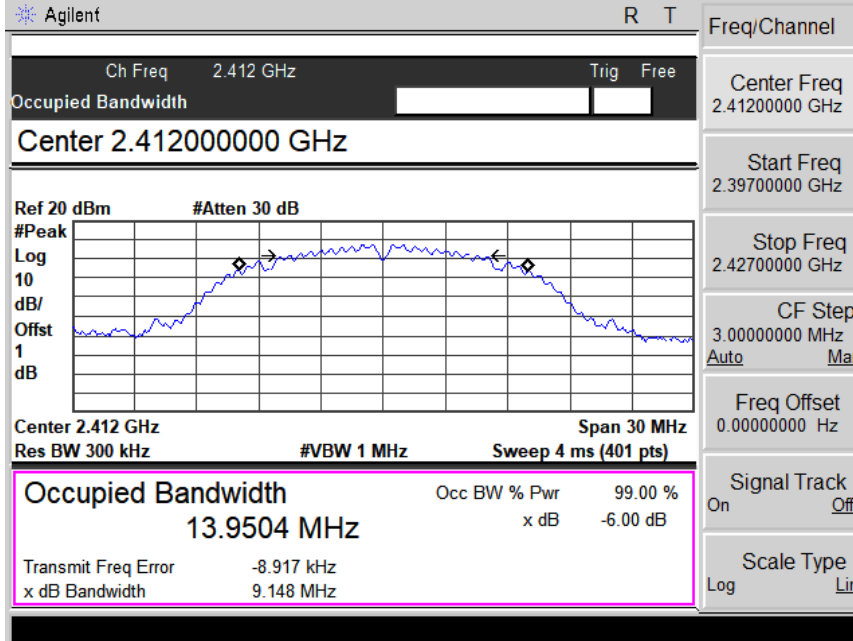 Agilent R T
Freq/Channel
Ch Freq 2.412 GHz Trig Free
Occupied Bandwidth
Center 2.412000000 GHz
Center Freq
2.41200000 GHz
Start Freq
2.39700000 GHz
Stop Freq
2.42700000 GHz
CF Step
3.00000000 MHz
Auto Ma
Freq Offset
0.00000000 Hz
Signal Track
On Off
Scale Type
Log Lin
Ref 20 dBm #Atten 30 dB
#Peak
Log
10
dB/
Offst
1
dB
Center 2.412 GHz Span 30 MHz
Res BW 300 kHz #VBW 1 MHz Sweep 4 ms (401 pts)
Occupied Bandwidth Occ BW % Pwr 99.00 %
13.9504 MHz x dB -6.00 dB
Transmit Freq Error -8.917 kHz
x dB Bandwidth 9.148 MHz